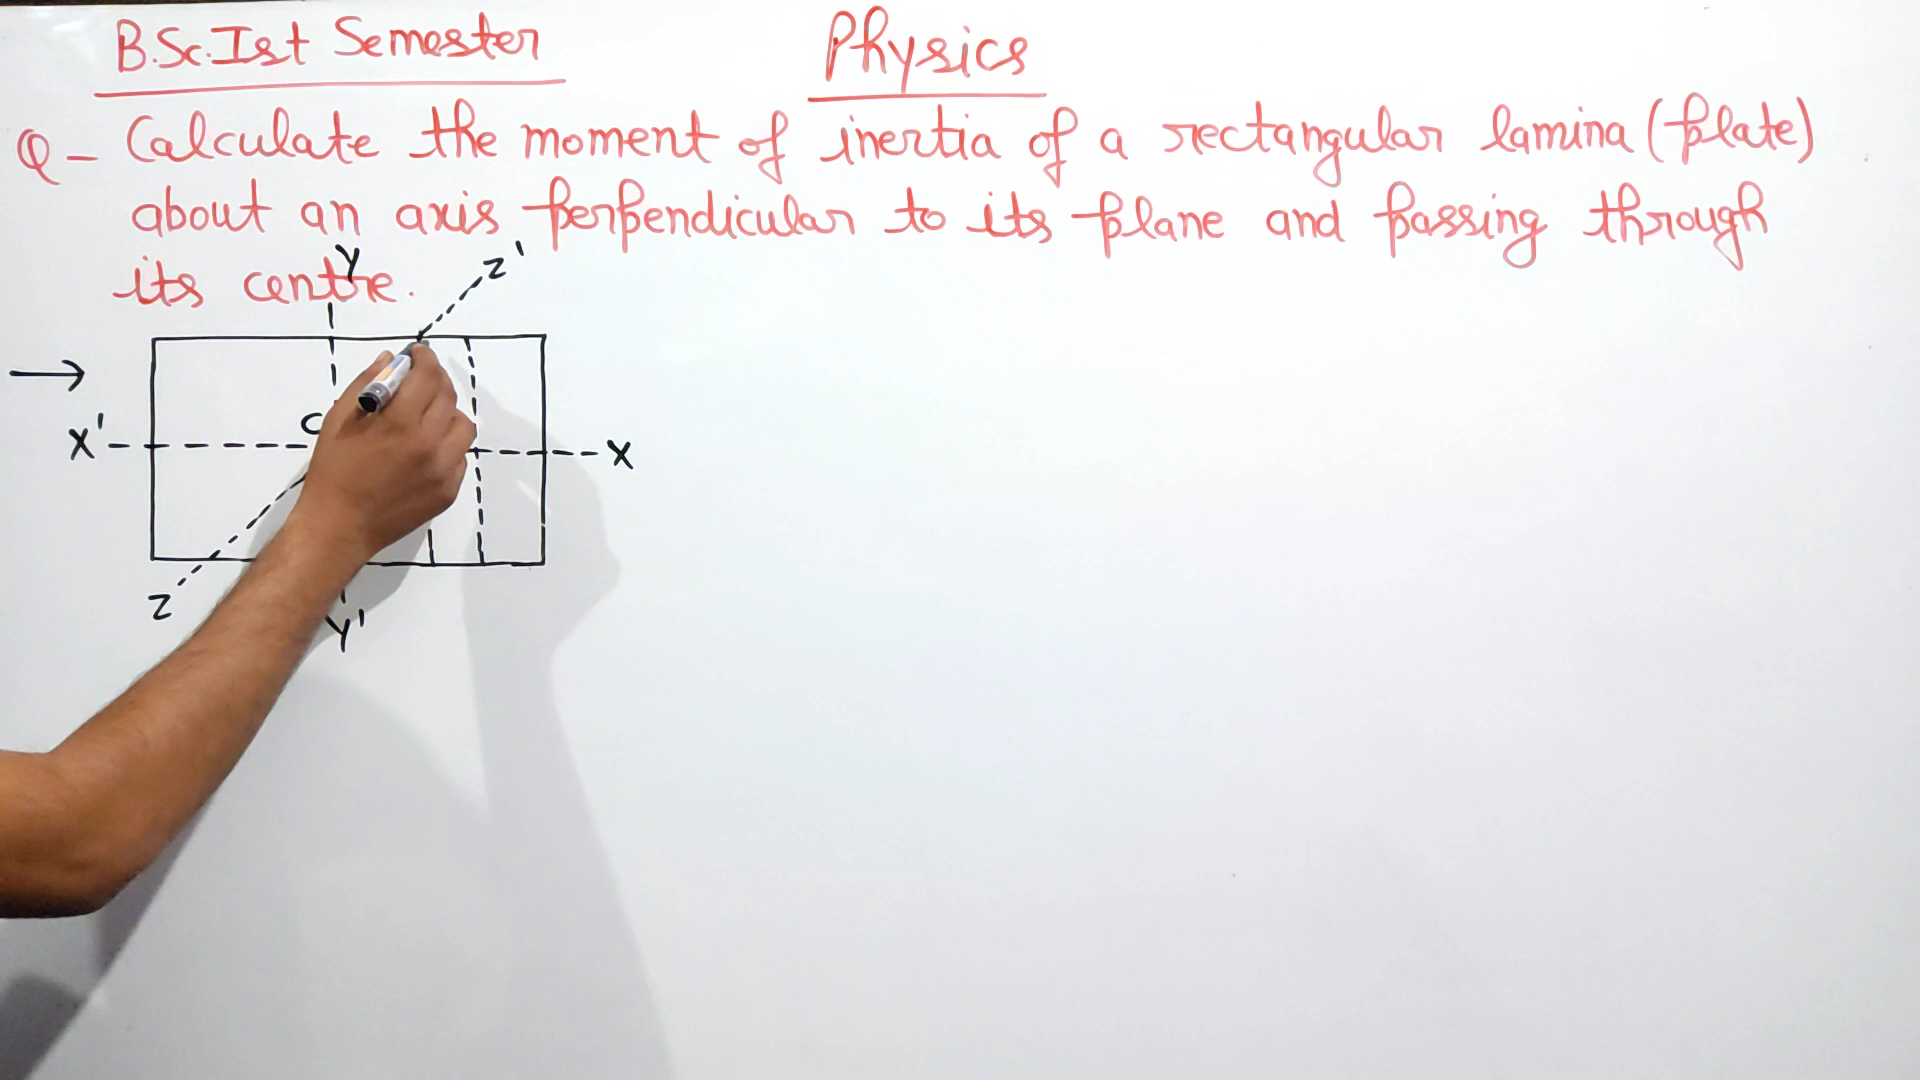 B.Sc. Ist Semester Physics
Q- Calculate the moment of inertia of a rectangular lamina (plate)
about an axis perpendicular to its plane and passing through
its centre.
Y
Z'
C
X'
X
Z
Y'